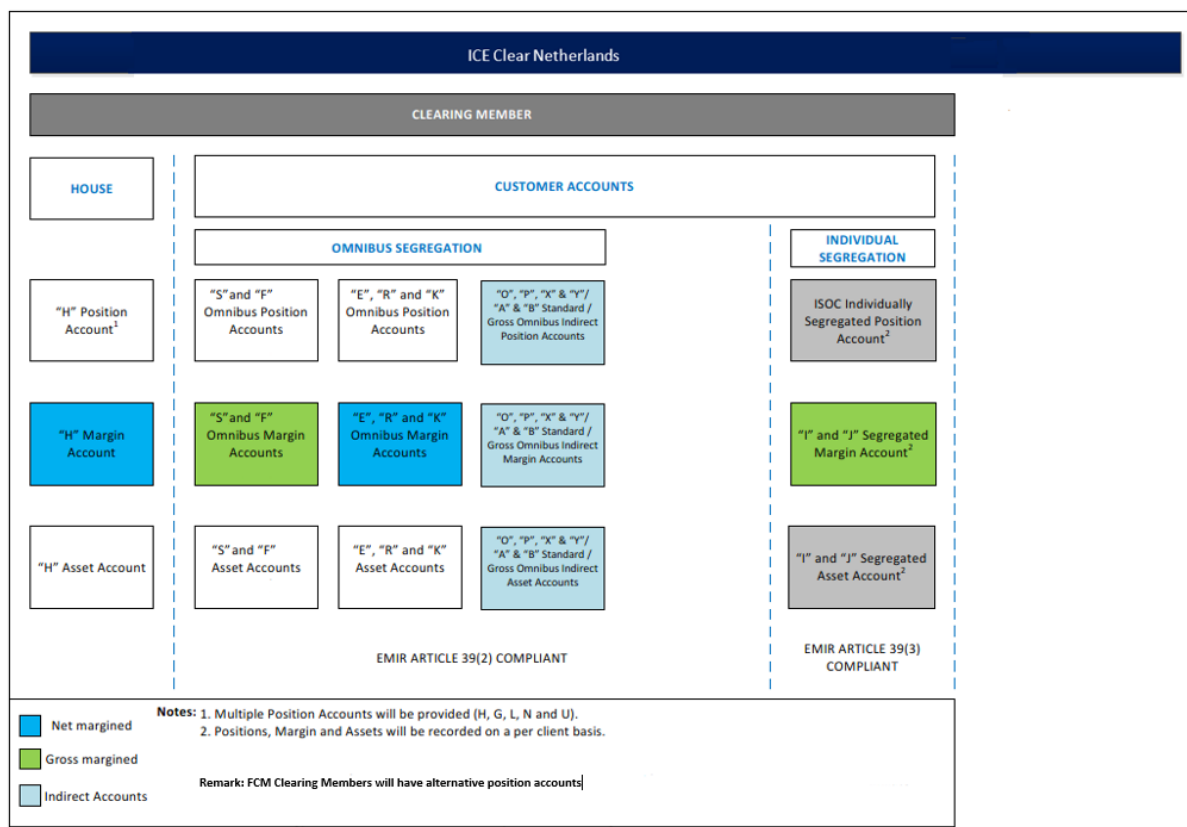 ICE Clear Netherlands
CLEARING MEMBER
HOUSE
CUSTOMER ACCOUNTS
OMNIBUS SEGREGATION
INDIVIDUAL
SEGREGATION
“H” Position
Account1
“S”and “F”
Omnibus Position
Accounts
“E”, “R” and “K”
Omnibus Position
Accounts
“O”, “P”, “X” & “Y”/
“A” & “B” Standard /
Gross Omnibus Indirect
Position Accounts
ISOC Individually
Segregated Position
Account2
“H” Margin
Account
“S”and “F”
Omnibus Margin
Accounts
“E”, “R” and “K”
Omnibus Margin
Accounts
“O”, “P”, “X” & “Y”/
“A” & “B” Standard /
Gross Omnibus Indirect
Margin Accounts
“I” and “J” Segregated
Margin Account2
“H” Asset Account
“S”and “F”
Asset Accounts
“E”, “R” and “K”
Asset Accounts
“O”, “P”, “X” & “Y”/
“A” & “B” Standard /
Gross Omnibus Indirect
Asset Accounts
“I” and “J” Segregated
Asset Account2
EMIR ARTICLE 39(2) COMPLIANT
EMIR ARTICLE 39(3)
COMPLIANT
Net margined
Gross margined
Indirect Accounts
Notes: 1. Multiple Position Accounts will be provided (H, G, L, N and U).
2. Positions, Margin and Assets will be recorded on a per client basis.
Remark: FCM Clearing Members will have alternative position accounts